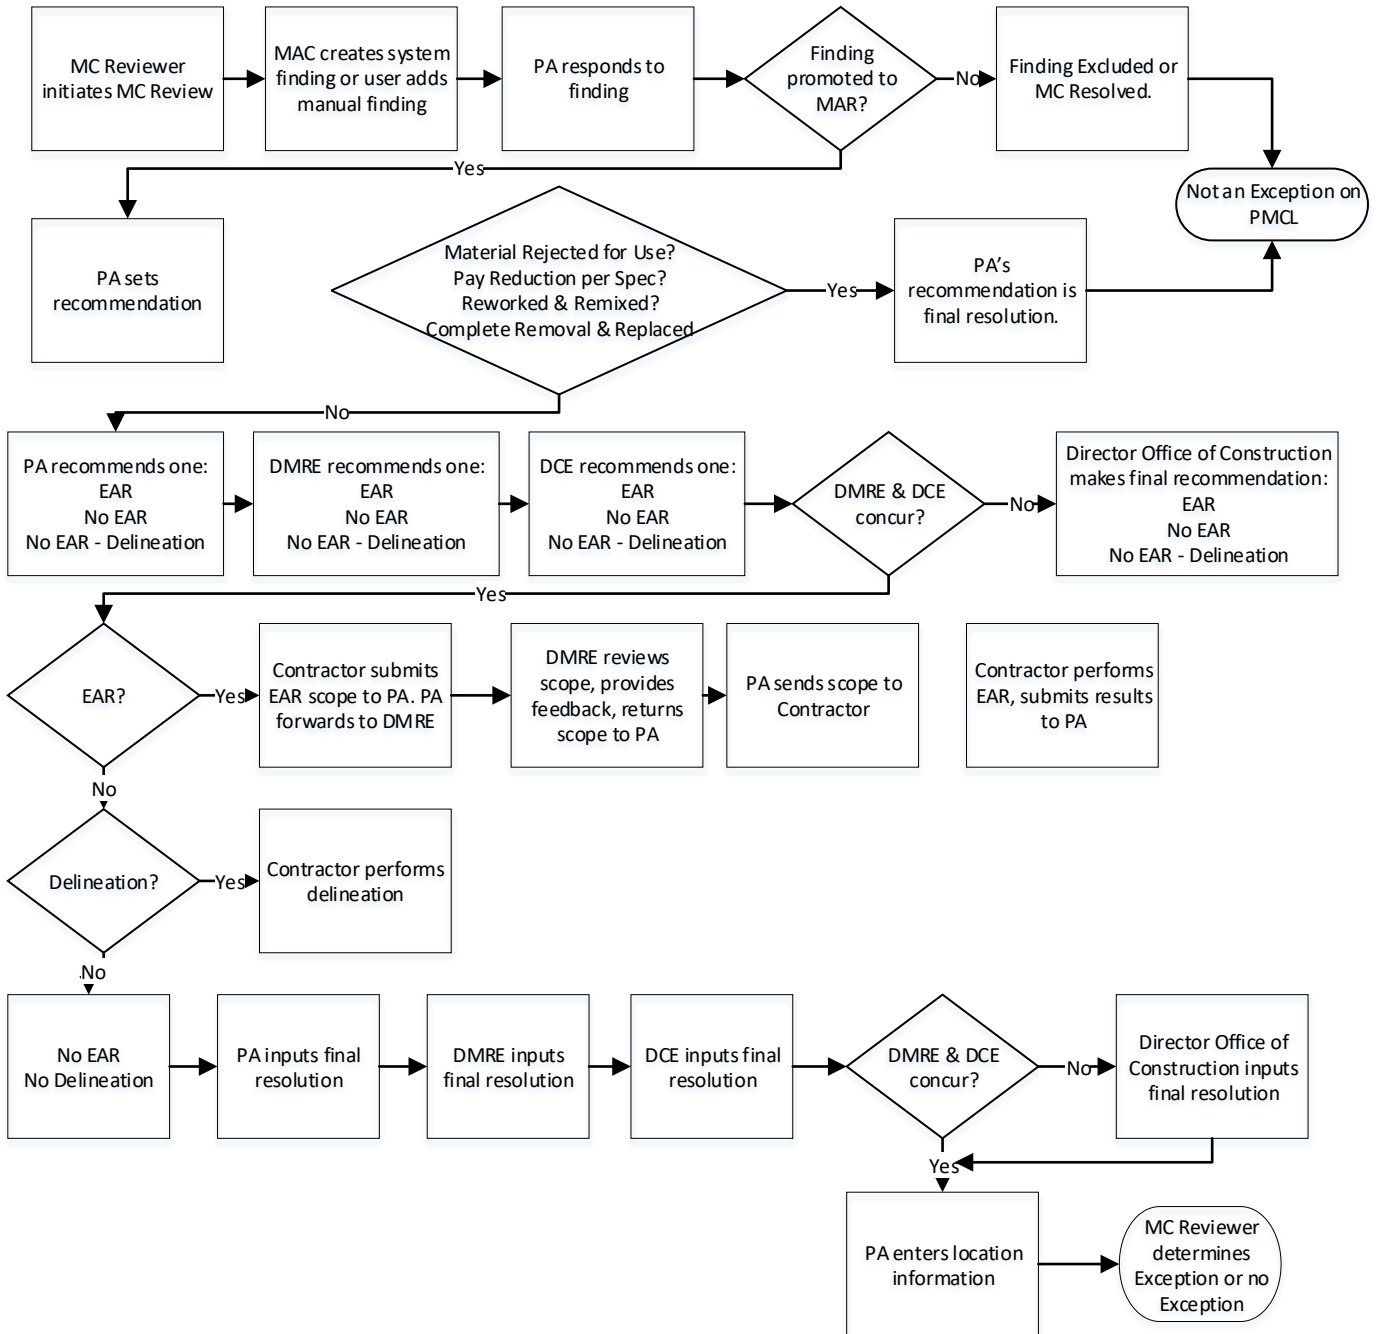 MC Reviewer
initiates MC Review
MAC creates system
finding or user adds
manual finding
PA responds to
finding
Finding
promoted to
MAR?
No
Finding Excluded or
MC Resolved.
Yes
Not an Exception on
PMCL
PA sets
recommendation
Material Rejected for Use?
Pay Reduction per Spec?
Reworked & Remixed?
Complete Removal & Replaced
Yes
PA’s
recommendation is
final resolution.
No
PA recommends one:
EAR
No EAR
No EAR - Delineation
DMRE recommends one:
EAR
No EAR
No EAR - Delineation
DCE recommends one:
EAR
No EAR
No EAR - Delineation
DMRE & DCE
concur?
No
Director Office of Construction
makes final recommendation:
EAR
No EAR
No EAR - Delineation
Yes
EAR?
Yes
Contractor submits
EAR scope to PA. PA
forwards to DMRE
DMRE reviews
scope, provides
feedback, returns
scope to PA
PA sends scope to
Contractor
Contractor performs
EAR, submits results
to PA
No
Delineation?
Yes
Contractor performs
delineation
No
No EAR
No Delineation
PA inputs final
resolution
DMRE inputs
final resolution
DCE inputs final
resolution
DMRE & DCE
concur?
No
Director Office of
Construction inputs
final resolution
Yes
PA enters location
information
MC Reviewer
determines
Exception or no
Exception